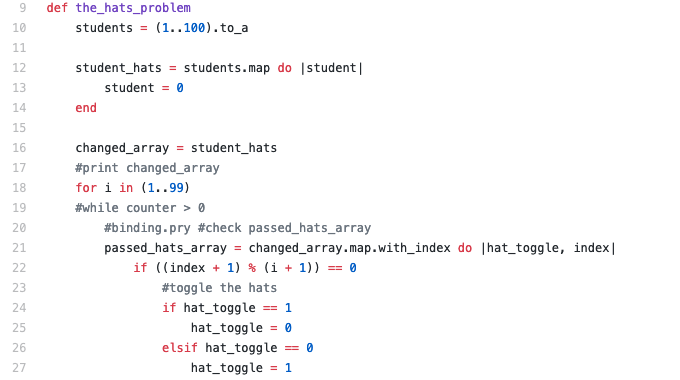 9 def the_hats_problem
10 students = (1..100).to_a
11
12 student_hats = students.map do |student|
13 student = 0
14 end
15
16 changed_array = student_hats
17 #print changed_array
18 for i in (1..99)
19 #while counter > 0
20 #binding.pry #check passed_hats_array
21 passed_hats_array = changed_array.map.with_index do |hat_toggle, index|
22 if ((index + 1) % (i + 1)) == 0
23 #toggle the hats
24 if hat_toggle == 1
25 hat_toggle = 0
26 elsif hat_toggle == 0
27 hat_toggle = 1